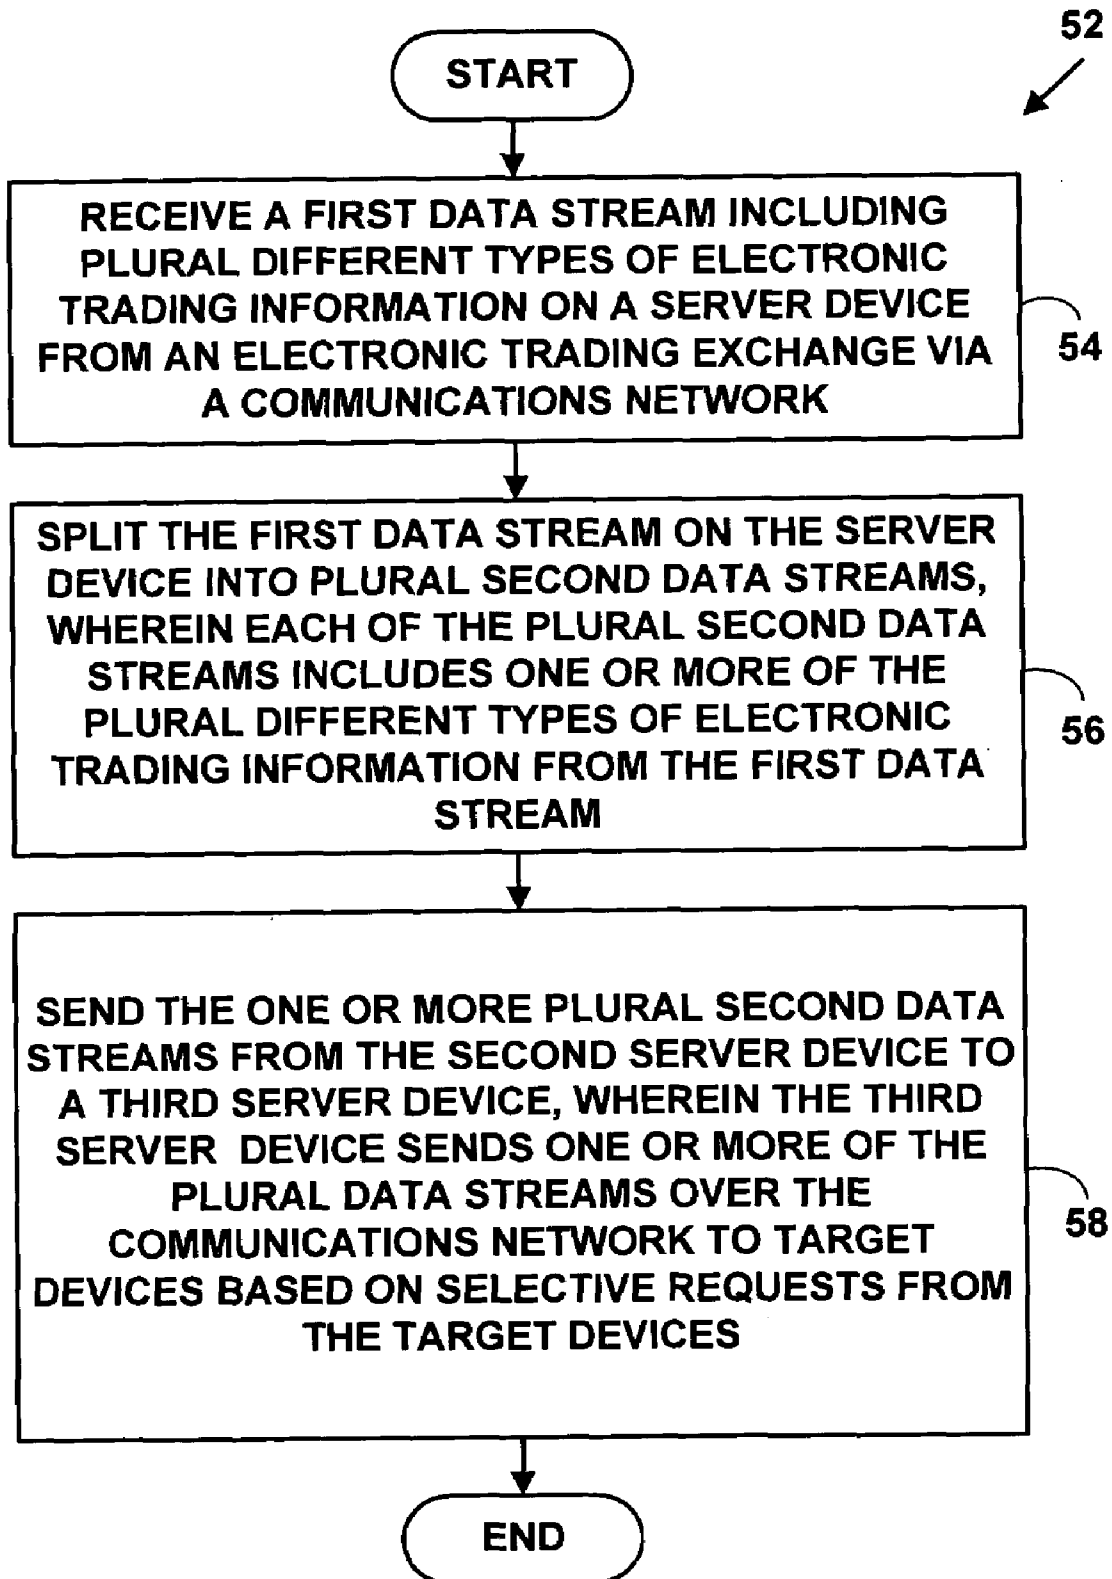 52
START
RECEIVE A FIRST DATA STREAM INCLUDING
PLURAL DIFFERENT TYPES OF ELECTRONIC
TRADING INFORMATION ON A SERVER DEVICE
FROM AN ELECTRONIC TRADING EXCHANGE VIA
A COMMUNICATIONS NETWORK
54
SPLIT THE FIRST DATA STREAM ON THE SERVER
DEVICE INTO PLURAL SECOND DATA STREAMS,
WHEREIN EACH OF THE PLURAL SECOND DATA
STREAMS INCLUDES ONE OR MORE OF THE
PLURAL DIFFERENT TYPES OF ELECTRONIC
TRADING INFORMATION FROM THE FIRST DATA
STREAM
56
SEND THE ONE OR MORE PLURAL SECOND DATA
STREAMS FROM THE SECOND SERVER DEVICE TO
A THIRD SERVER DEVICE, WHEREIN THE THIRD
SERVER DEVICE SENDS ONE OR MORE OF THE
PLURAL DATA STREAMS OVER THE
COMMUNICATIONS NETWORK TO TARGET
DEVICES BASED ON SELECTIVE REQUESTS FROM
THE TARGET DEVICES
58
END